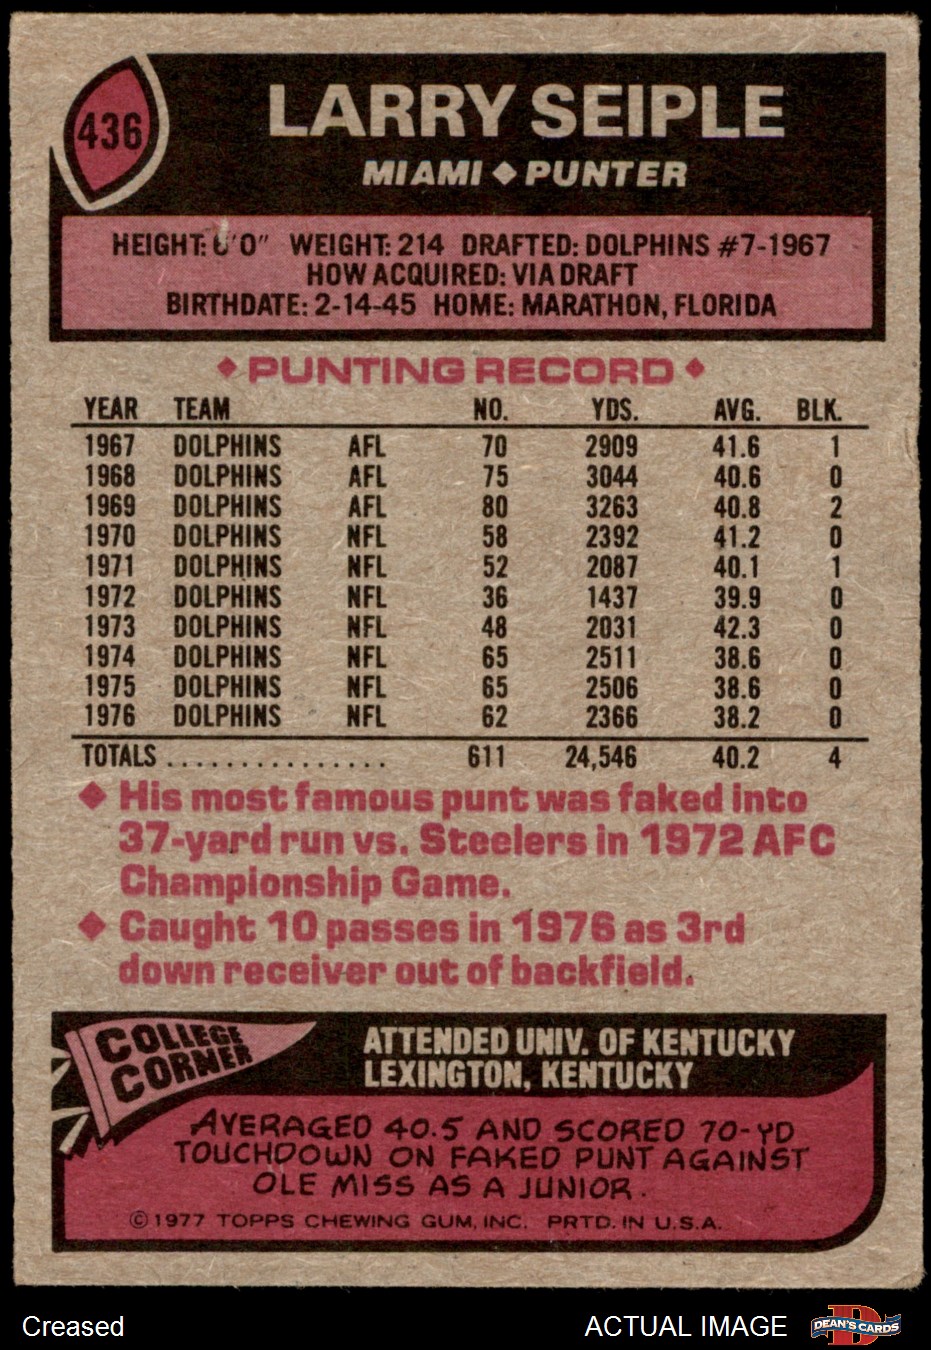 436
LARRY SEIPLE
MIAMI ◆ PUNTER
HEIGHT: 6'0" WEIGHT: 214 DRAFTED: DOLPHINS #7-1967
HOW ACQUIRED: VIA DRAFT
BIRTHDATE: 2-14-45 HOME: MARATHON, FLORIDA
◆ PUNTING RECORD ◆
YEAR TEAM NO. YDS. AVG. BLK.
1967 DOLPHINS AFL 70 2909 41.6 1
1968 DOLPHINS AFL 75 3044 40.6 0
1969 DOLPHINS AFL 80 3263 40.8 2
1970 DOLPHINS NFL 58 2392 41.2 0
1971 DOLPHINS NFL 52 2087 40.1 1
1972 DOLPHINS NFL 36 1437 39.9 0
1973 DOLPHINS NFL 48 2031 42.3 0
1974 DOLPHINS NFL 65 2511 38.6 0
1975 DOLPHINS NFL 65 2506 38.6 0
1976 DOLPHINS NFL 62 2366 38.2 0
TOTALS . . . . . . . . . . . . . . . 611 24,546 40.2 4
◆ His most famous punt was faked into
37-yard run vs. Steelers in 1972 AFC
Championship Game.
◆ Caught 10 passes in 1976 as 3rd
down receiver out of backfield.
COLLEGE
CORNER
ATTENDED UNIV. OF KENTUCKY
LEXINGTON, KENTUCKY
AVERAGED 40.5 AND SCORED 70-YD
TOUCHDOWN ON FAKED PUNT AGAINST
OLE MISS AS A JUNIOR.
© 1977 TOPPS CHEWING GUM, INC. PRTD. IN U.S.A.
Creased
ACTUAL IMAGE
D
DEAN'S CARDS